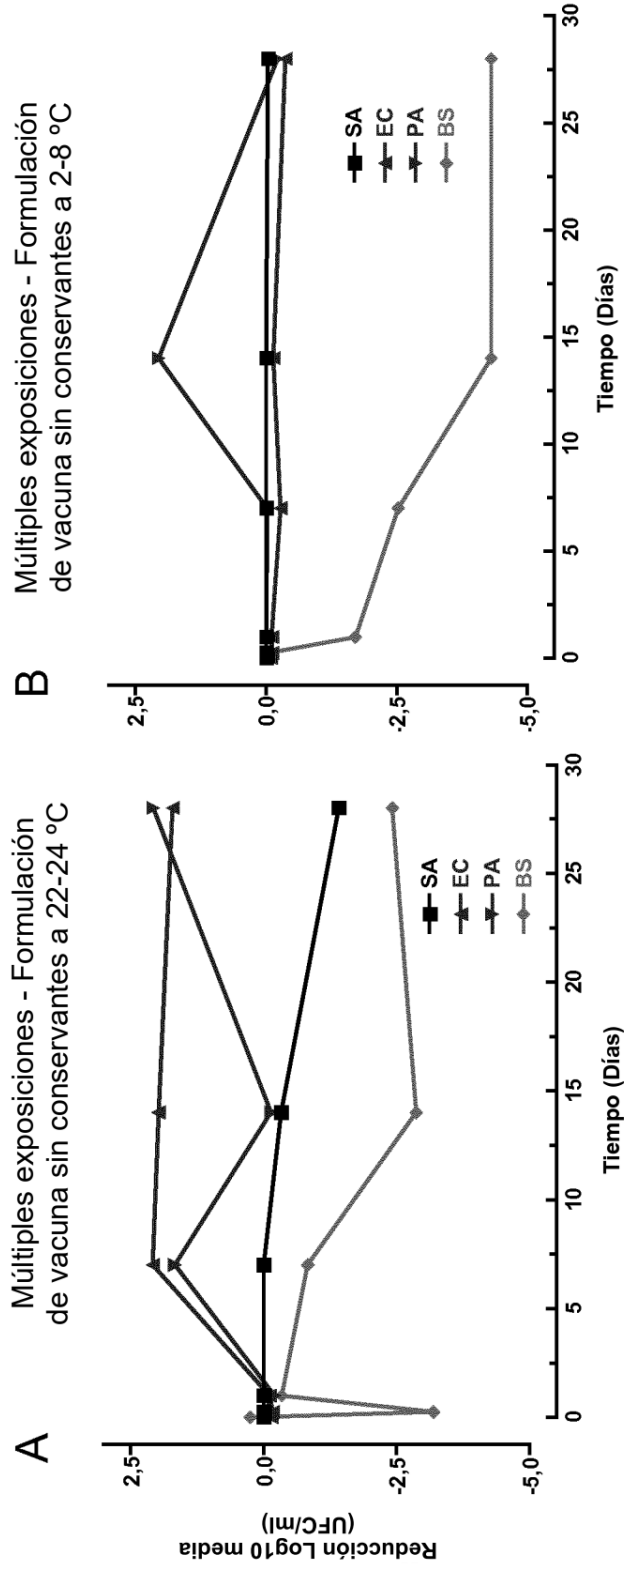 A
Múltiples exposiciones - Formulación
de vacuna sin conservantes a 22-24 ºC
Reducción Log10 media
(UFC/ml)
2,5
0,0
-2,5
-5,0
SA
EC
PA
BS
0 5 10 15 20 25 30
Tiempo (Días)
B
Múltiples exposiciones - Formulación
de vacuna sin conservantes a 2-8 ºC
2,5
0,0
-2,5
-5,0
SA
EC
PA
BS
0 5 10 15 20 25 30
Tiempo (Días)